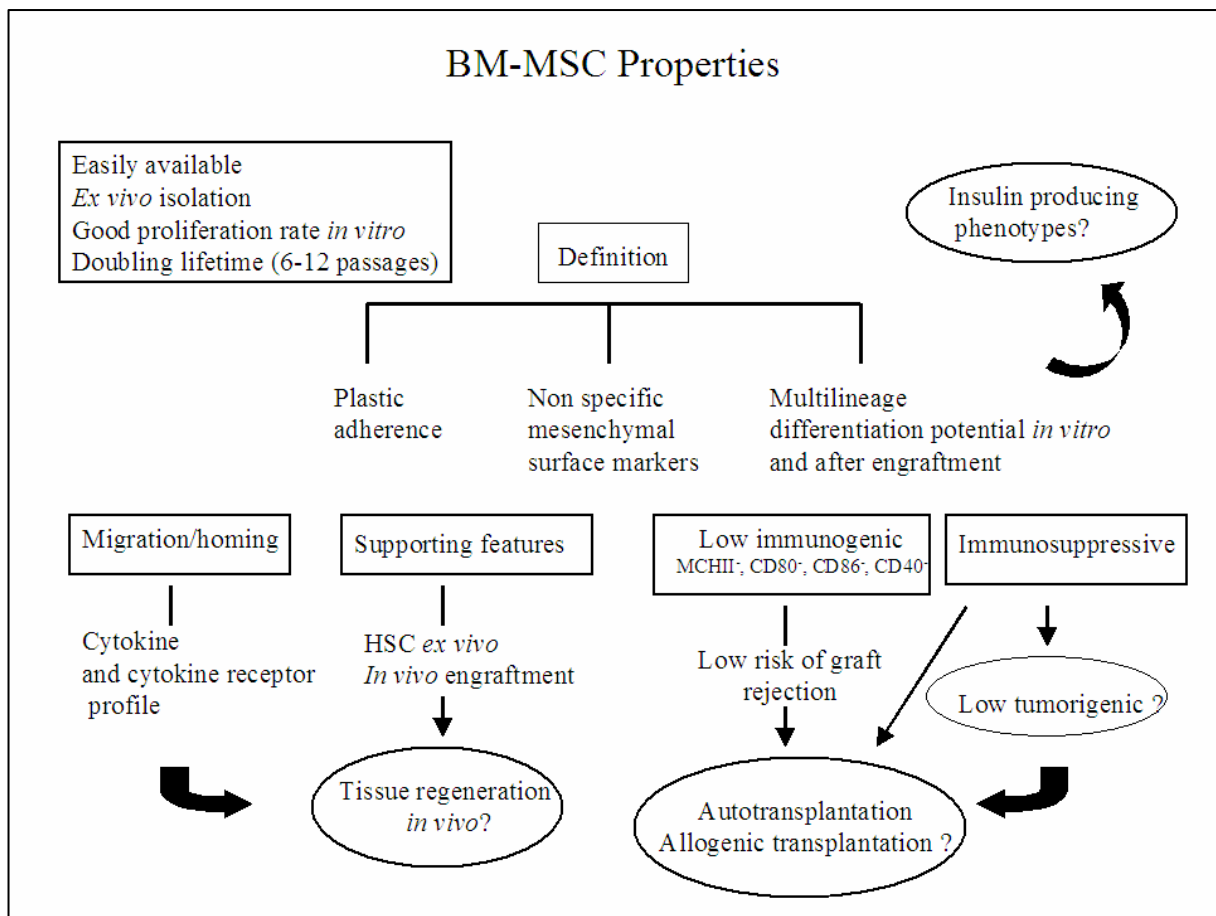 BM-MSC Properties
Easily available
Ex vivo isolation
Good proliferation rate in vitro
Doubling lifetime (6-12 passages)
Definition
Insulin producing
phenotypes?
Plastic
adherence
Non specific
mesenchymal
surface markers
Multilineage
differentiation potential in vitro
and after engraftment
Migration/homing
Supporting features
Low immunogenic
MCHII-, CD80-, CD86-, CD40-
Immunosuppressive
Cytokine
and cytokine receptor
profile
HSC ex vivo
In vivo engraftment
Low risk of graft
rejection
Low tumorigenic ?
Tissue regeneration
in vivo?
Autotransplantation
Allogenic transplantation ?